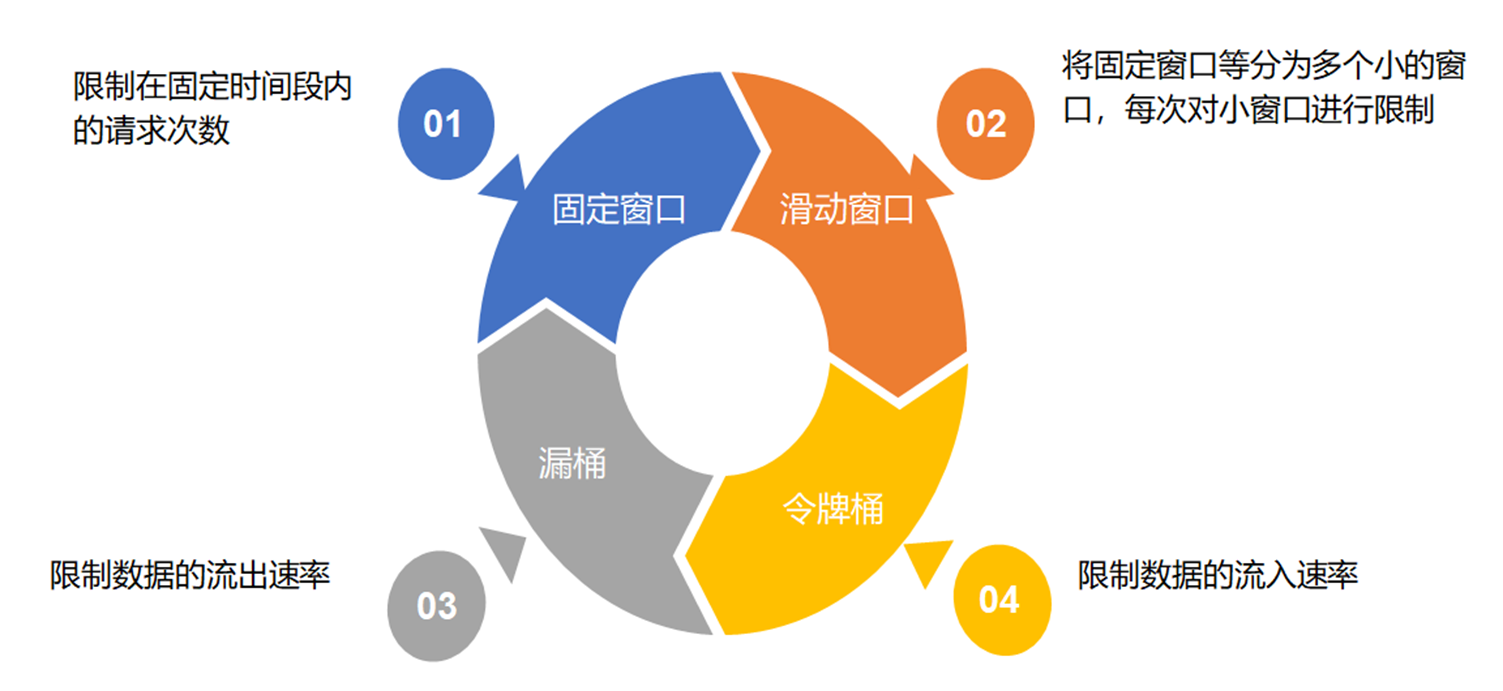 限制在固定时间段内
的请求次数
01
固定窗口
02
将固定窗口等分为多个小的窗
口，每次对小窗口进行限制
滑动窗口
漏桶
03
限制数据的流出速率
令牌桶
04
限制数据的流入速率